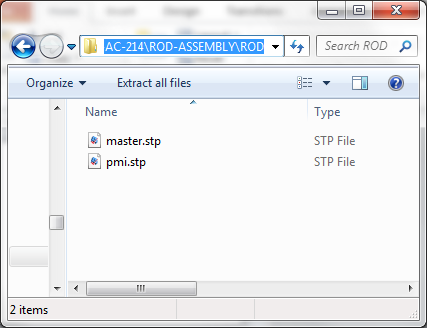 AC-214\ROD-ASSEMBLY\ROD
Search ROD
Organize Extract all files
Name Type
master.stp STP File
pmi.stp STP File
2 items